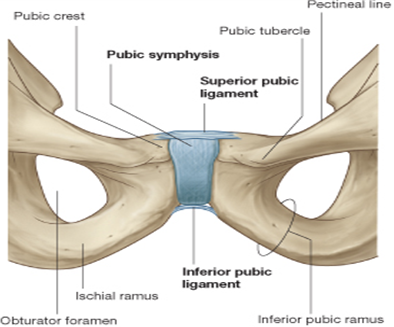 Pectineal line
Pubic crest
Pubic tubercle
Pubic symphysis
Superior pubic
ligament
Inferior pubic
ligament
Ischial ramus
Obturator foramen
Inferior pubic ramus